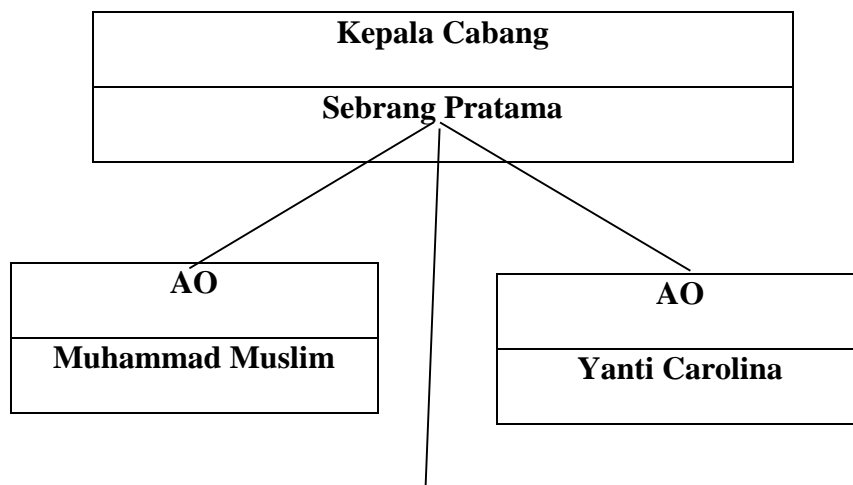 Kepala Cabang
Sebrang Pratama
AO
Muhammad Muslim
AO
Yanti Carolina